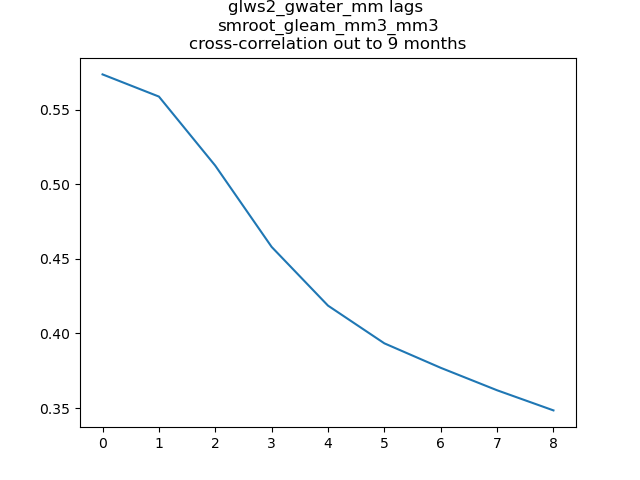 glws2_gwater_mm lags
smroot_gleam_mm3_mm3
cross-correlation out to 9 months
0.55
0.50
0.45
0.40
0.35
0 1 2 3 4 5 6 7 8